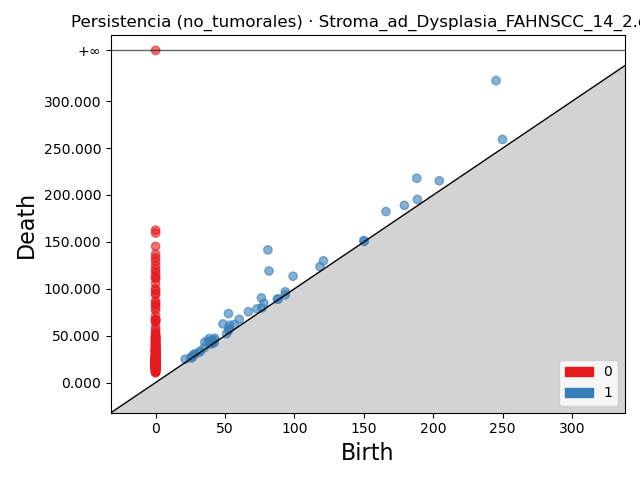 Persistencia (no_tumorales) · Stroma_ad_Dysplasia_FAHNSCC_14_2.
+∞
300.000
250.000
200.000
150.000
100.000
50.000
0.000
Death
0
1
0 50 100 150 200 250 300
Birth